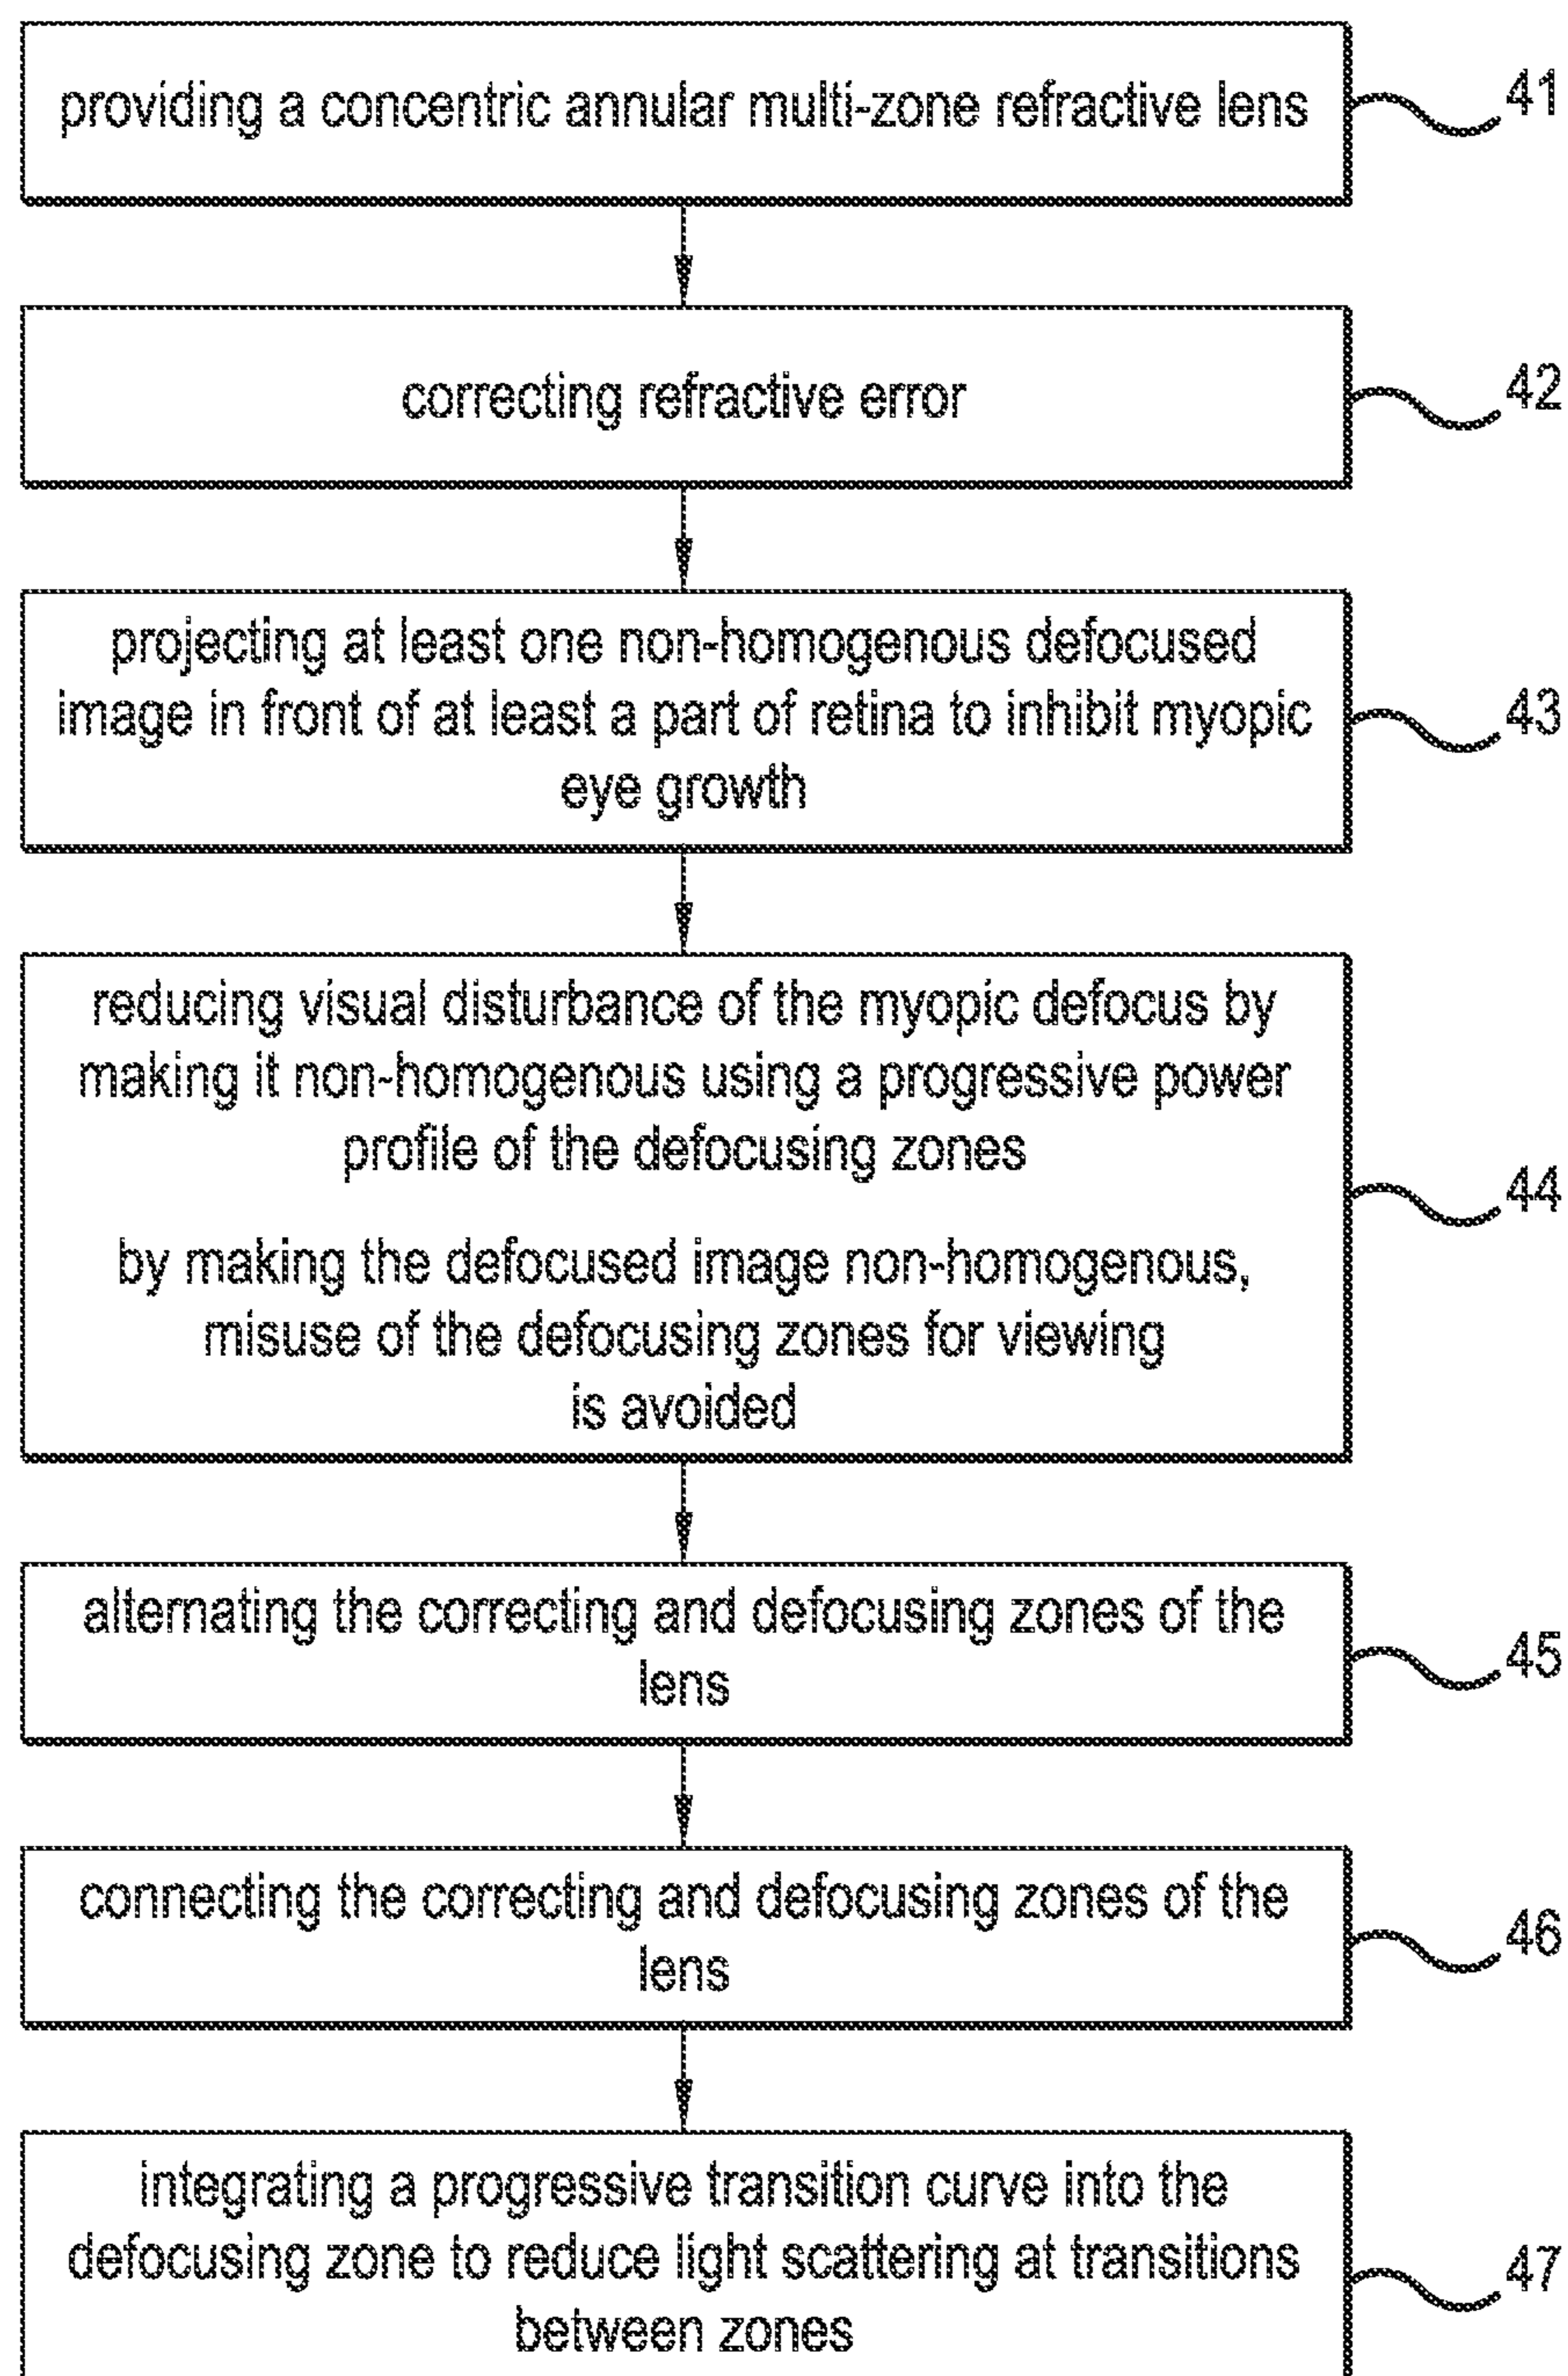 providing a concentric annular multi-zone refractive lens
41
correcting refractive error
42
projecting at least one non-homogenous defocused
image in front of at least a part of retina to inhibit myopic
eye growth
43
reducing visual disturbance of the myopic defocus by
making it non-homogenous using a progressive power
profile of the defocusing zones
by making the defocused image non-homogenous,
misuse of the defocusing zones for viewing
is avoided
44
alternating the correcting and defocusing zones of the
lens
45
connecting the correcting and defocusing zones of the
lens
46
integrating a progressive transition curve into the
defocusing zone to reduce light scattering at transitions
between zones
47